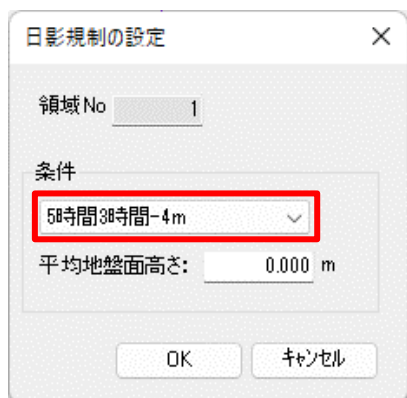 日影規制の設定
領域No 1
条件
5時間3時間-4m
平均地盤面高さ: 0.000 m
OK キャンセル